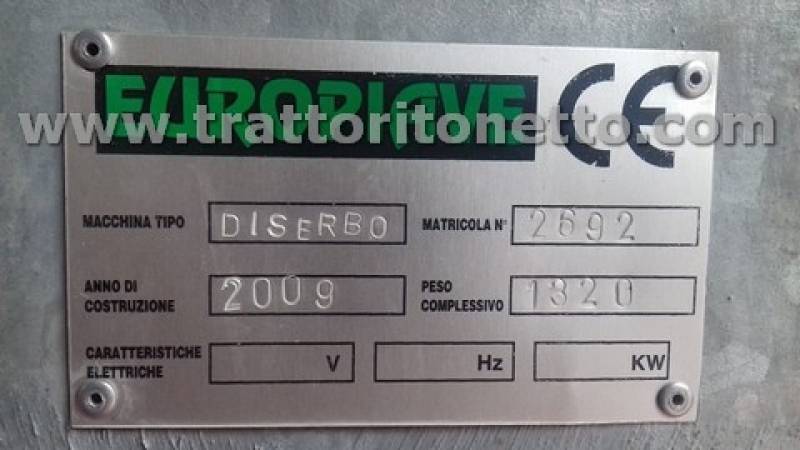 EUROPIAVE CE
www.trattoritonetto.com
MACCHINA TIPO DISERBO MATRICOLA N° 2692
ANNO DI COSTRUZIONE 2009 PESO COMPLESSIVO 1320
CARATTERISTICHE ELETTRICHE V Hz KW